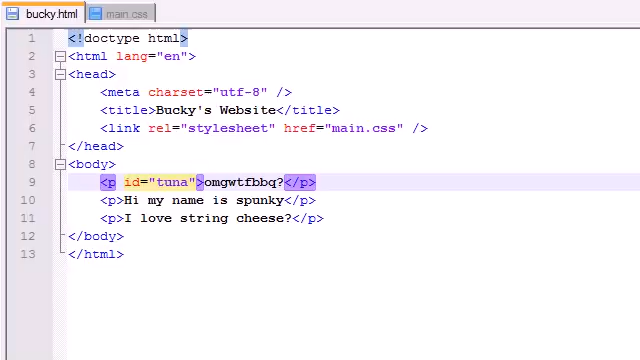 bucky.html main.css
1 <!doctype html>
2 <html lang="en">
3 <head>
4 <meta charset="utf-8" />
5 <title>Bucky's Website</title>
6 <link rel="stylesheet" href="main.css" />
7 </head>
8 <body>
9 <p id="tuna">omgwtfbbq?</p>
10 <p>Hi my name is spunky</p>
11 <p>I love string cheese?</p>
12 </body>
13 </html>